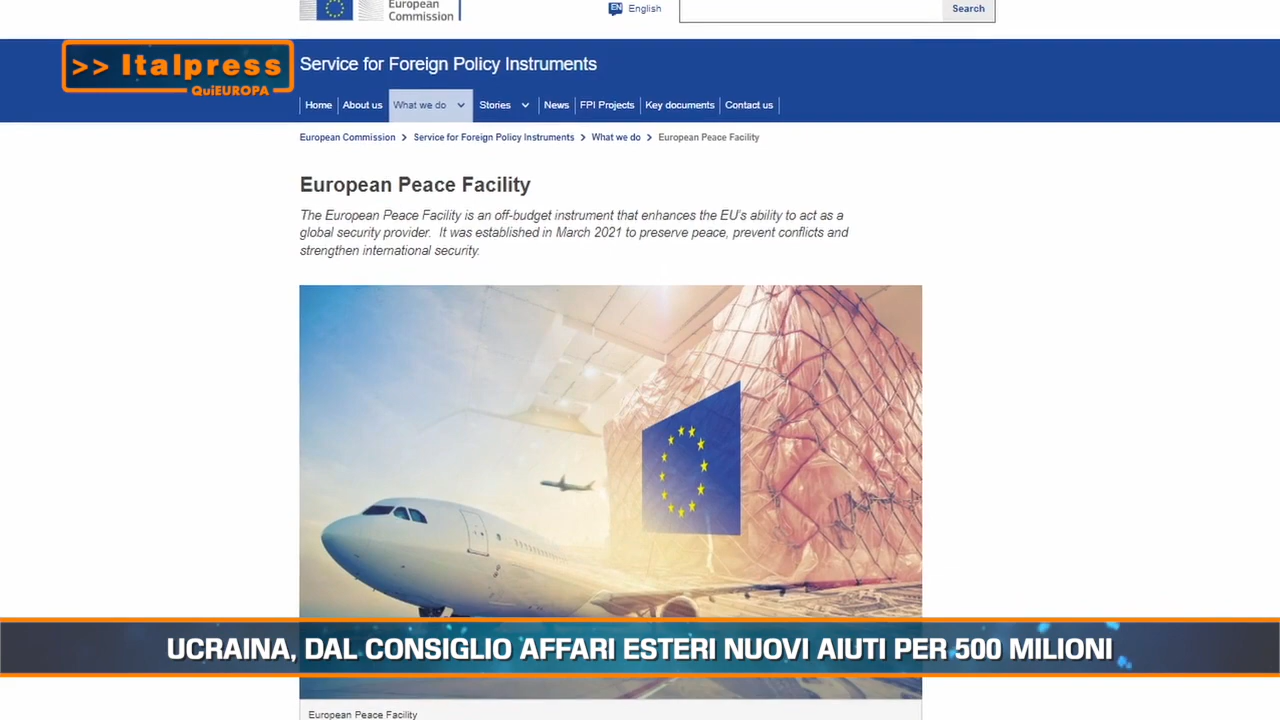 European
Commission
EN English
Search
>> Italpress
QuiEUROPA
Service for Foreign Policy Instruments
Home About us What we do Stories News FPI Projects Key documents Contact us
European Commission > Service for Foreign Policy Instruments > What we do > European Peace Facility
European Peace Facility
The European Peace Facility is an off-budget instrument that enhances the EU's ability to act as a
global security provider. It was established in March 2021 to preserve peace, prevent conflicts and
strengthen international security.
UCRAINA, DAL CONSIGLIO AFFARI ESTERI NUOVI AIUTI PER 500 MILIONI
European Peace Facility